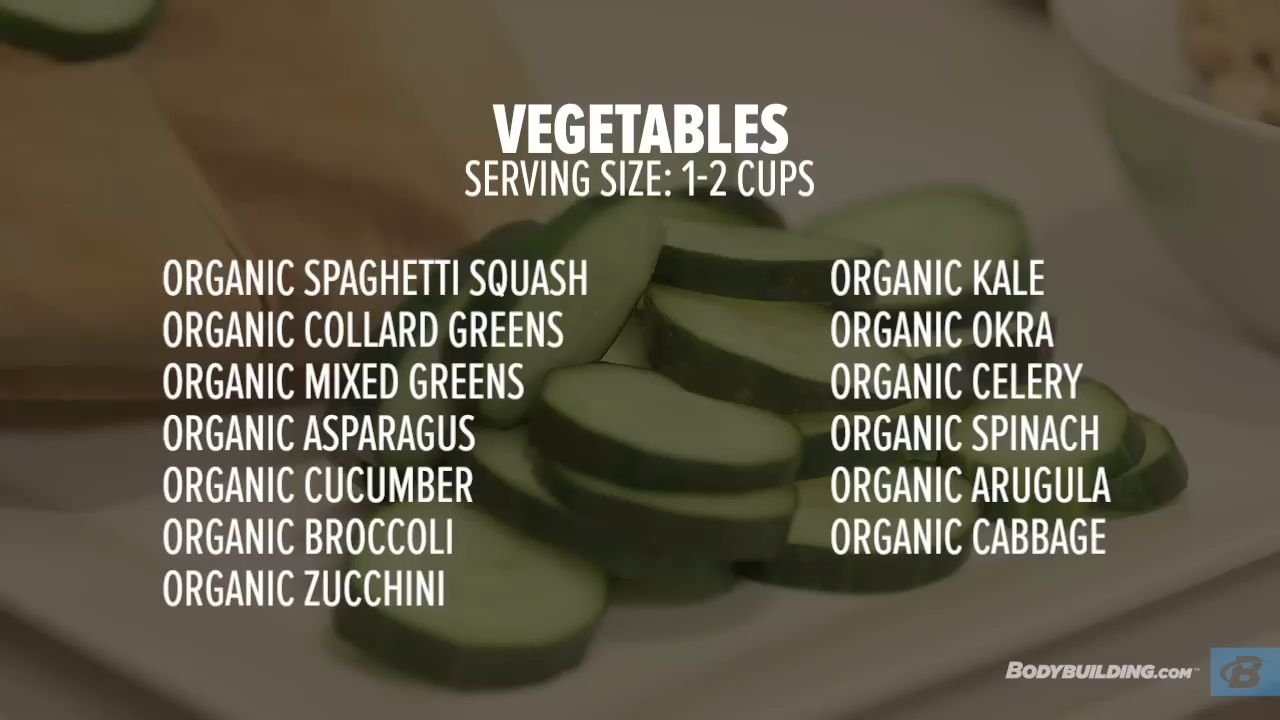 VEGETABLES
SERVING SIZE: 1-2 CUPS
ORGANIC SPAGHETTI SQUASH
ORGANIC COLLARD GREENS
ORGANIC MIXED GREENS
ORGANIC ASPARAGUS
ORGANIC CUCUMBER
ORGANIC BROCCOLI
ORGANIC ZUCCHINI
ORGANIC KALE
ORGANIC OKRA
ORGANIC CELERY
ORGANIC SPINACH
ORGANIC ARUGULA
ORGANIC CABBAGE
BODYBUILDING.COM™
B